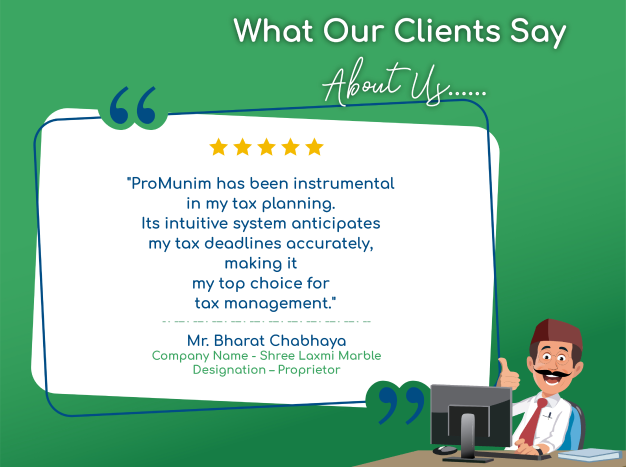 What Our Clients Say
About Us......
"ProMunim has been instrumental
in my tax planning.
Its intuitive system anticipates
my tax deadlines accurately,
making it
my top choice for
tax management."
Mr. Bharat Chabhaya
Company Name - Shree Laxmi Marble
Designation – Proprietor